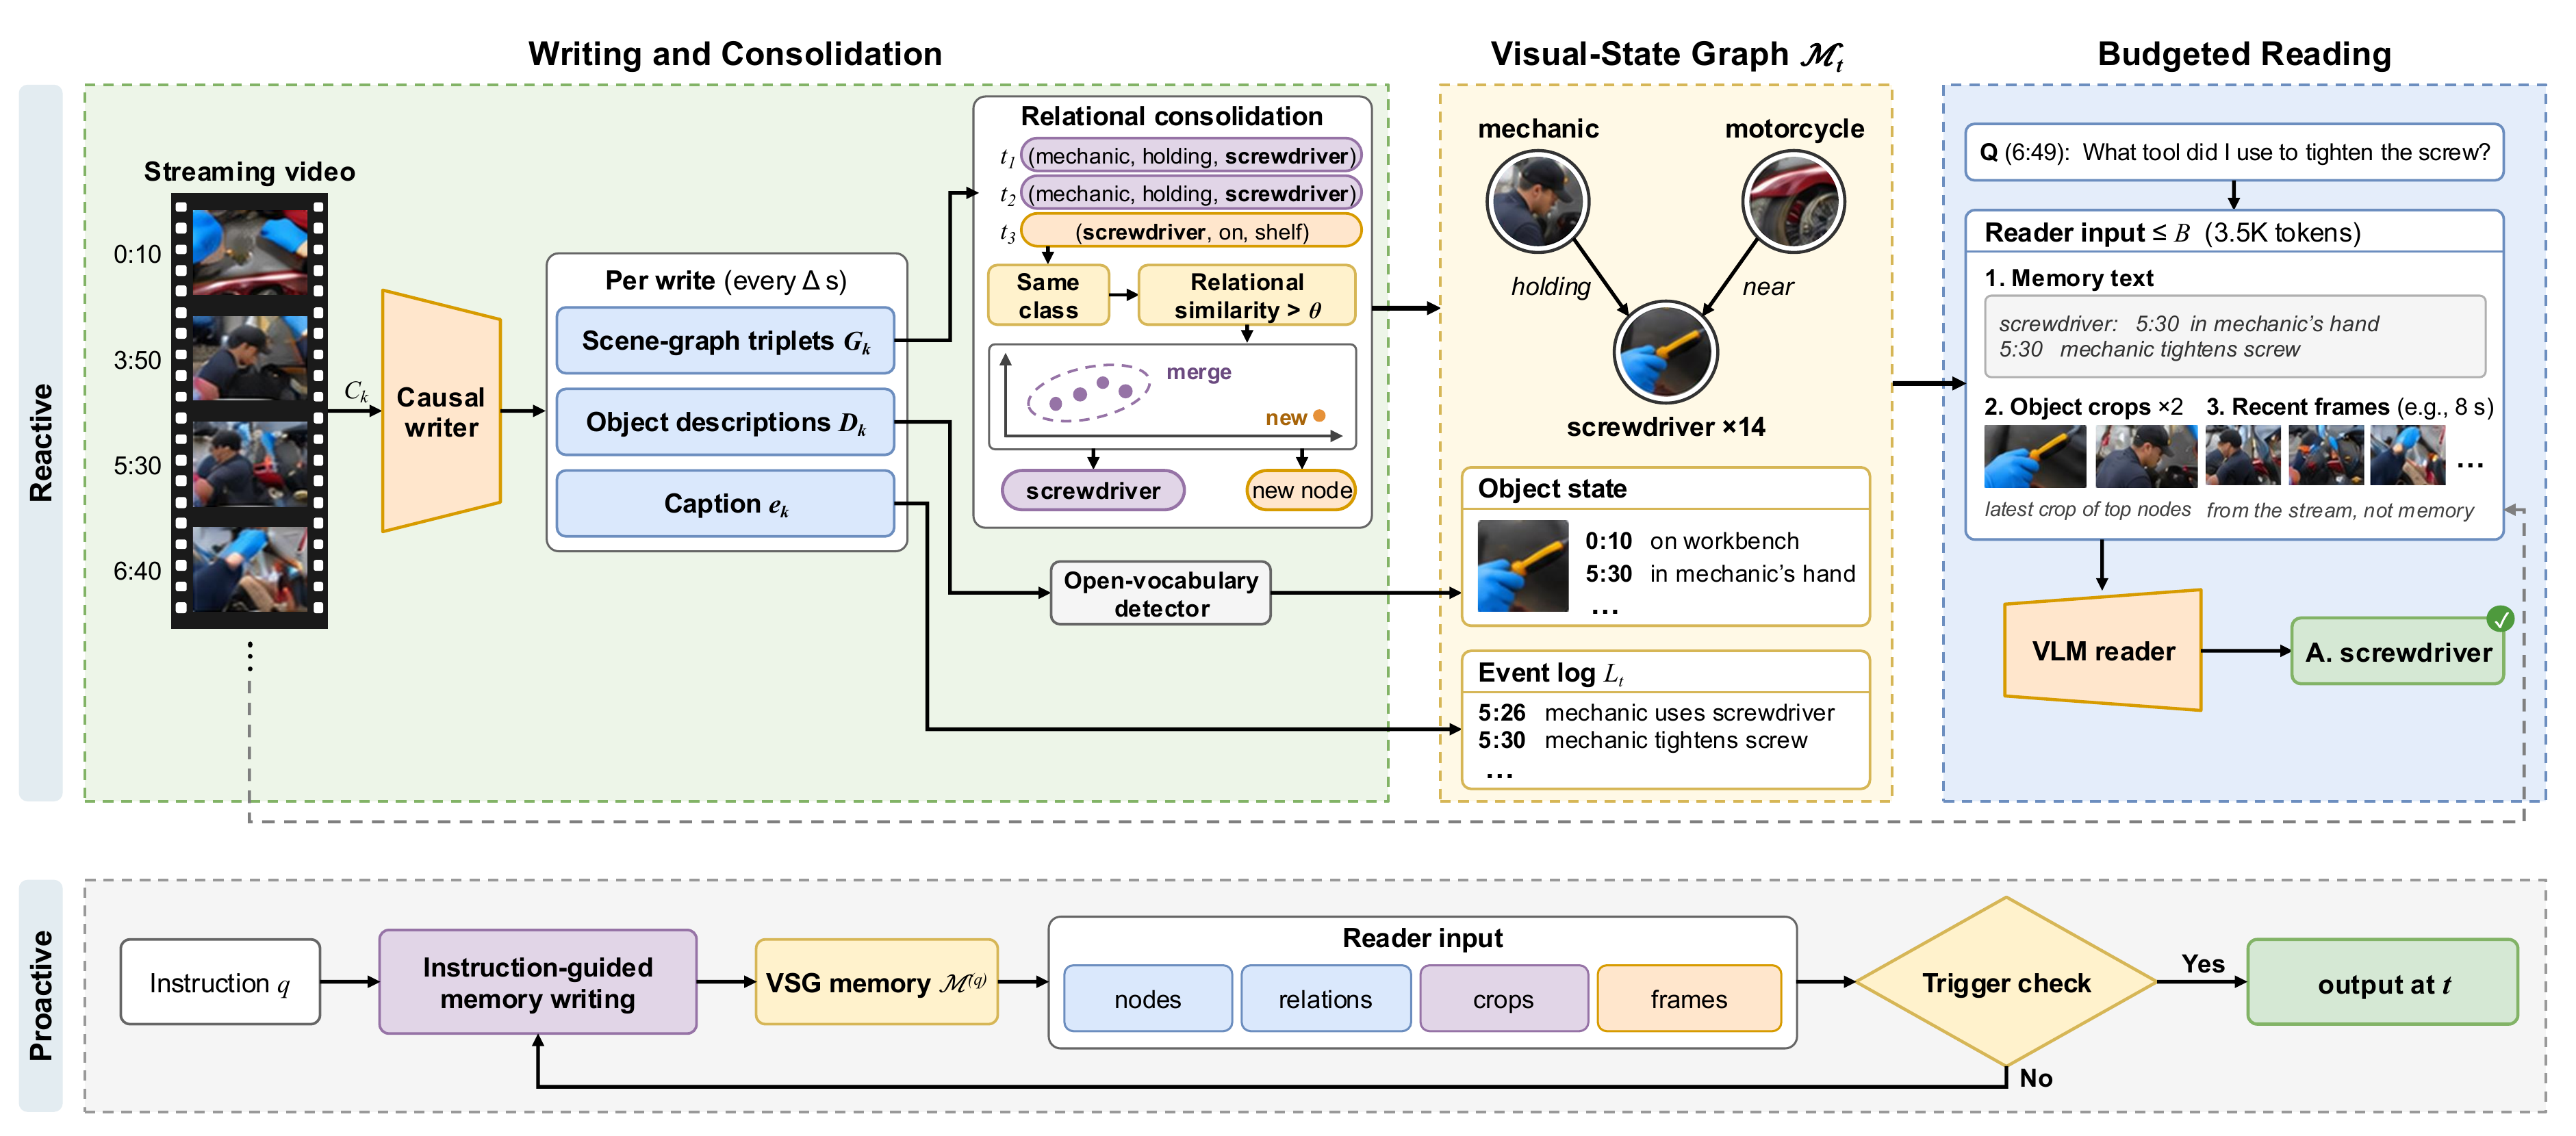 Writing and Consolidation
Visual-State Graph ℳt
Budgeted Reading
Reactive
Streaming video
0:10
3:50
5:30
6:40
Ck
Causal
writer
Per write (every Δ s)
Scene-graph triplets Gk
Object descriptions Dk
Caption ek
Relational consolidation
t1 (mechanic, holding, screwdriver)
t2 (mechanic, holding, screwdriver)
t3 (screwdriver, on, shelf)
Same
class
Relational
similarity > θ
merge
new
screwdriver
new node
Open-vocabulary
detector
mechanic
motorcycle
holding
near
screwdriver ×14
Object state
0:10 on workbench
5:30 in mechanic's hand
...
Event log Lt
5:26 mechanic uses screwdriver
5:30 mechanic tightens screw
...
Q (6:49): What tool did I use to tighten the screw?
Reader input ≤ B (3.5K tokens)
1. Memory text
screwdriver: 5:30 in mechanic's hand
5:30 mechanic tightens screw
2. Object crops ×2
3. Recent frames (e.g., 8 s)
...
latest crop of top nodes
from the stream, not memory
VLM reader
A. screwdriver
Proactive
Instruction q
Instruction-guided
memory writing
VSG memory ℳ(q)
Reader input
nodes
relations
crops
frames
Trigger check
Yes
No
output at t